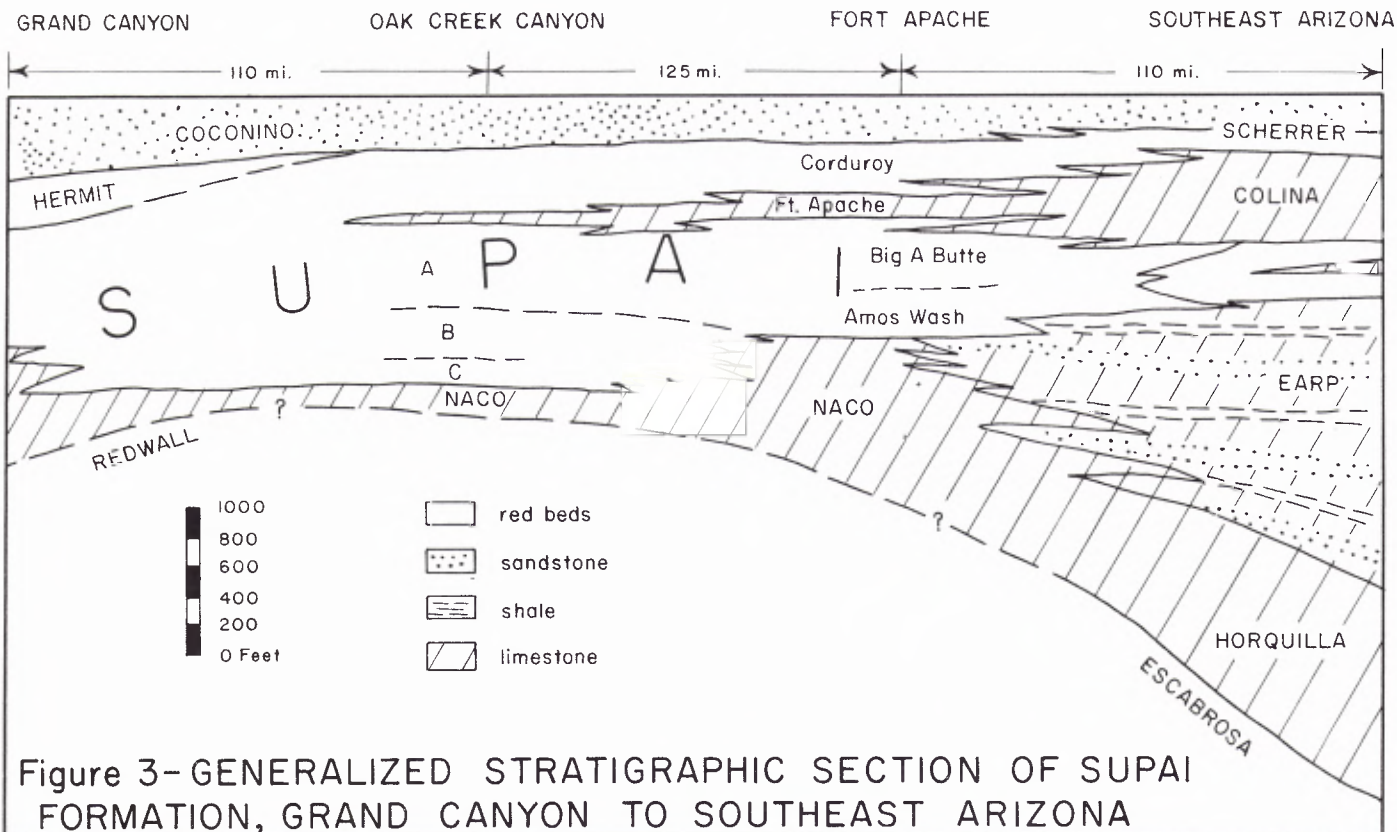 GRAND CANYON OAK CREEK CANYON FORT APACHE SOUTHEAST ARIZONA
110 mi. 125 mi. 110 mi.
COCONINO
SCHERRER
Corduroy
HERMIT
COLINA
Ft. Apache
S U P A
A
Big A Butte
Amos Wash
B
C
EARP
NACO
NACO
?
REDWALL
?
1000
800
600
400
200
0 Feet
red beds
sandstone
shale
limestone
HORQUILLA
ESCABROSA
Figure 3-GENERALIZED STRATIGRAPHIC SECTION OF SUPAI
FORMATION, GRAND CANYON TO SOUTHEAST ARIZONA